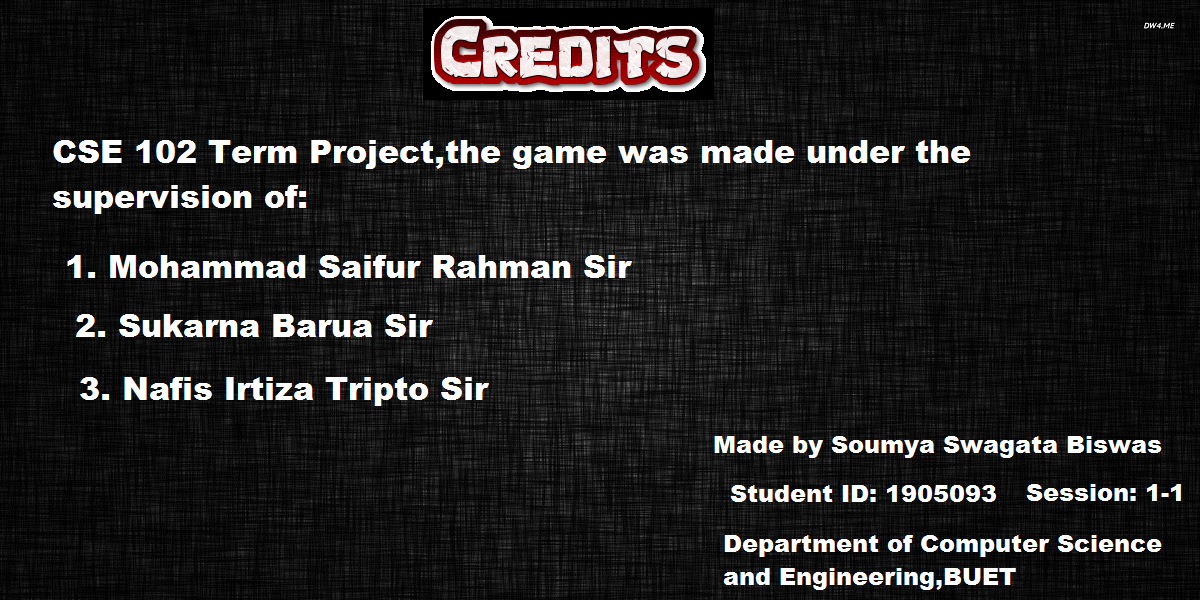 CREDITS
DW4.ME
CSE 102 Term Project,the game was made under the
supervision of:
1. Mohammad Saifur Rahman Sir
2. Sukarna Barua Sir
3. Nafis Irtiza Tripto Sir
Made by Soumya Swagata Biswas
Student ID: 1905093 Session: 1-1
Department of Computer Science
and Engineering,BUET